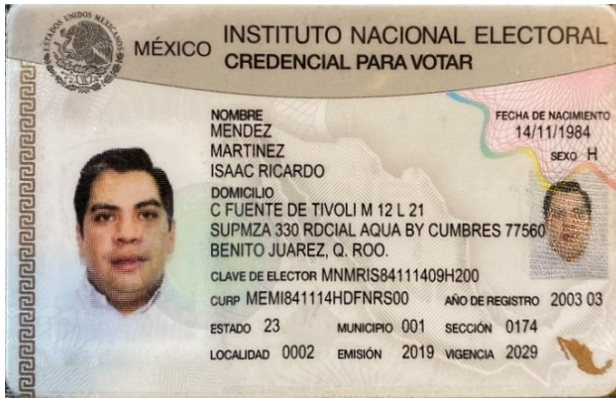 ESTADOS UNIDOS MEXICANOS
MÉXICO INSTITUTO NACIONAL ELECTORAL
CREDENCIAL PARA VOTAR
NOMBRE
MENDEZ
MARTINEZ
ISAAC RICARDO
FECHA DE NACIMIENTO
14/11/1984
SEXO H
DOMICILIO
C FUENTE DE TIVOLI M 12 L 21
SUPMZA 330 RDCIAL AQUA BY CUMBRES 77560
BENITO JUAREZ, Q. ROO.
CLAVE DE ELECTOR MNMRIS84111409H200
CURP MEMI841114HDFNRS00 AÑO DE REGISTRO 2003 03
ESTADO 23 MUNICIPIO 001 SECCIÓN 0174
LOCALIDAD 0002 EMISIÓN 2019 VIGENCIA 2029